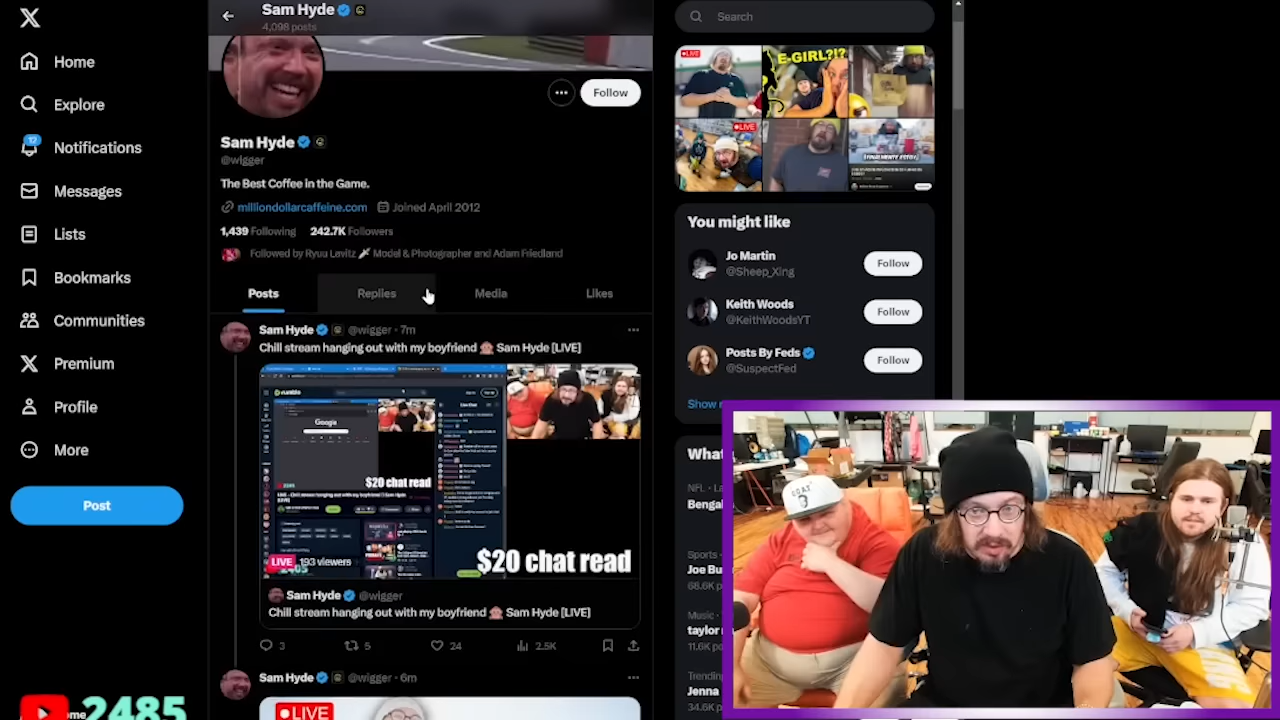 Home
Explore
17
Notifications
Messages
Lists
Bookmarks
Communities
Premium
Profile
Post
2485
Sam Hyde
4,098 posts
Follow
Sam Hyde
@wigger
The Best Coffee in the Game.
milliondollarcaffeine.com Joined April 2012
1,439 Following 242.7K Followers
Followed by Ryuu Lavitz Model & Photographer and Adam Friedland
Posts Replies Media Likes
Sam Hyde @wigger · 7m
Chill stream hanging out with my boyfriend 🙊 Sam Hyde [LIVE]
rumble
Google
$20 chat read
LIVE 193 viewers
$20 chat read
Sam Hyde @wigger
Chill stream hanging out with my boyfriend 🙊 Sam Hyde [LIVE]
3 5 24 2.5K
Sam Hyde @wigger · 6m
LIVE
Search
LIVE
E-GIRL?!?
LIVE
You might like
Jo Martin
@Sheep_Xing
Follow
Keith Woods
@KeithWoodsYT
Follow
Posts By Feds
@SuspectFed
Follow
Show
What
NFL · La
Benga
Sports ·
Joe Bu
68.6K p
Music ·
taylor
11.6K p
Trending
Jenna
34.6K p
GOAT